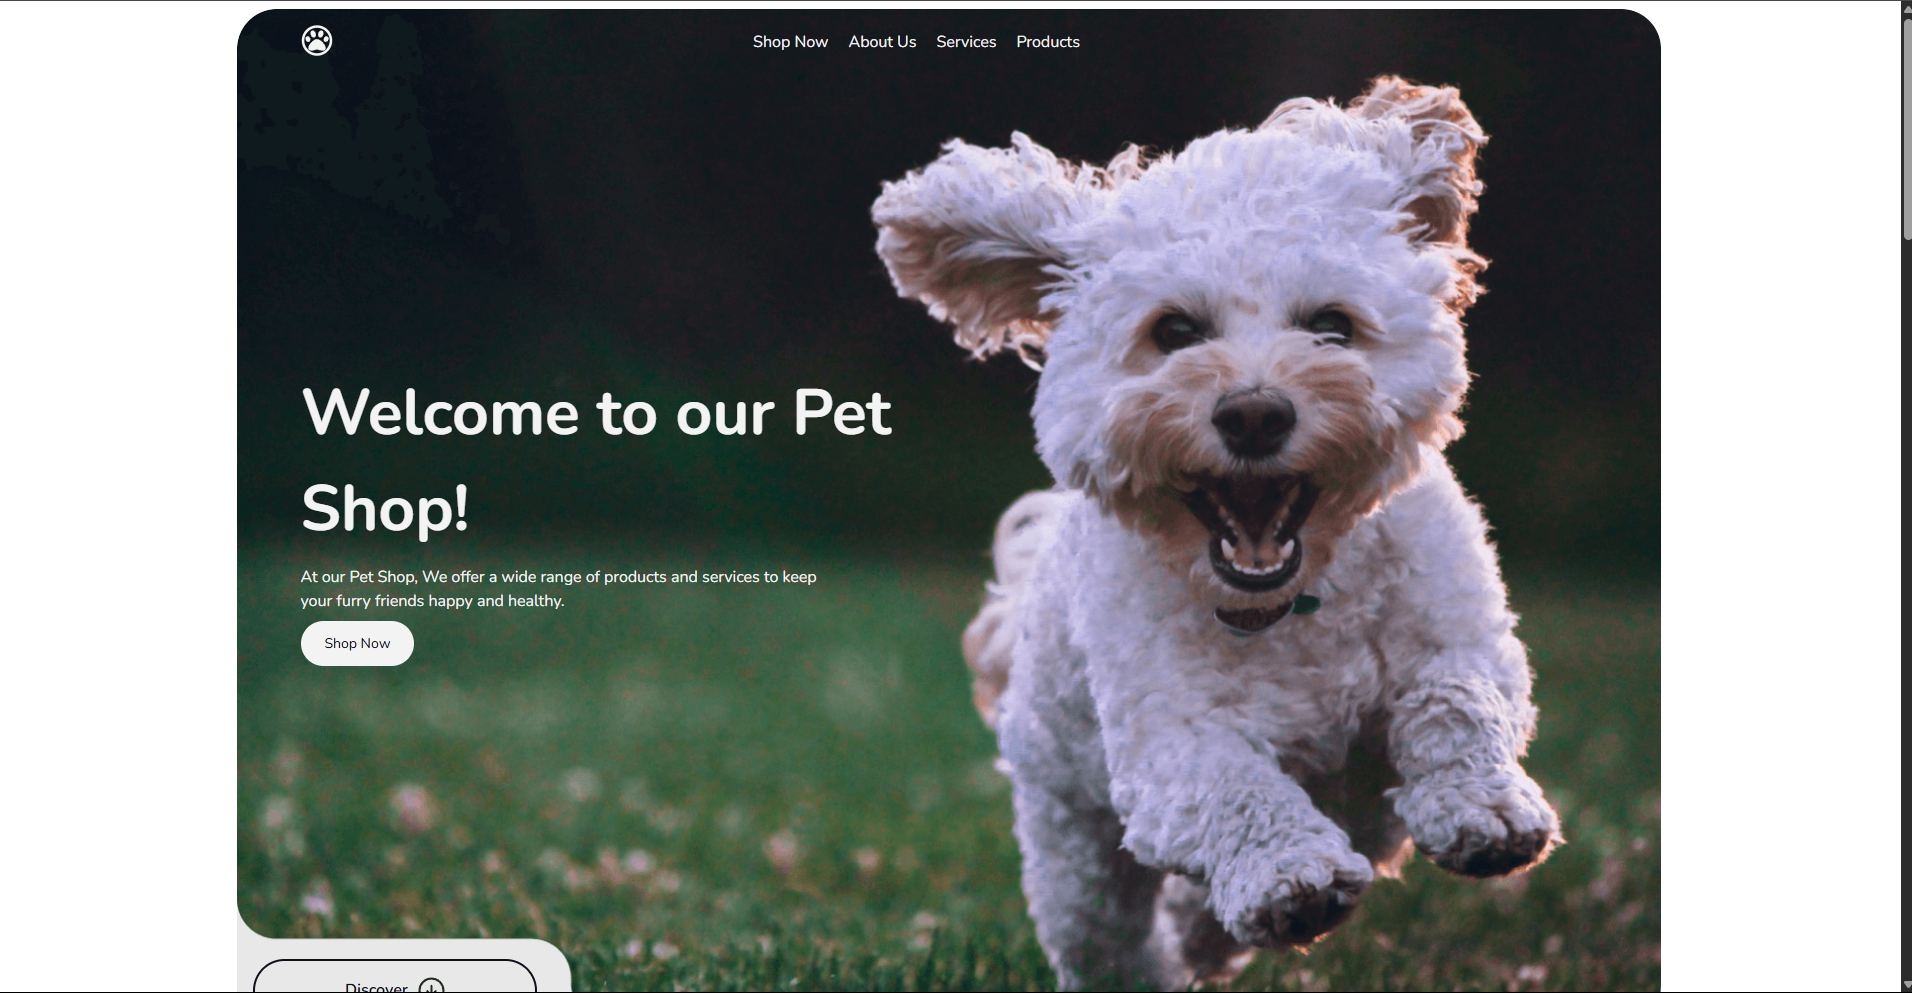 Shop Now About Us Services Products
Welcome to our Pet
Shop!
At our Pet Shop, We offer a wide range of products and services to keep
your furry friends happy and healthy.
Shop Now
Discover